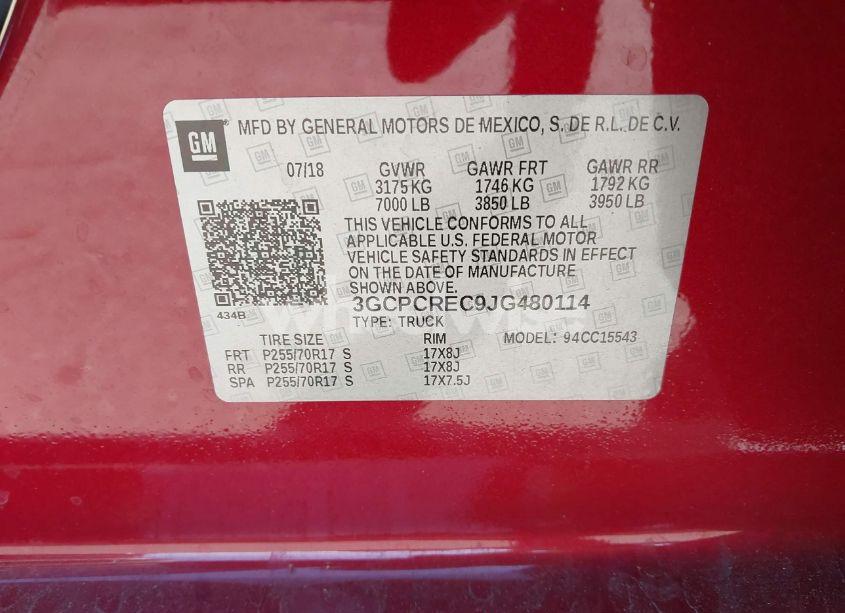 GM MFD BY GENERAL MOTORS DE MEXICO, S. DE R.L. DE C.V.
07/18 GVWR GAWR FRT GAWR RR
3175 KG 1746 KG 1792 KG
7000 LB 3850 LB 3950 LB
THIS VEHICLE CONFORMS TO ALL
APPLICABLE U.S. FEDERAL MOTOR
VEHICLE SAFETY STANDARDS IN EFFECT
ON THE DATE OF MANUFACTURE
SHOWN ABOVE.
3GCPCREC9JG480114
434B
TYPE: TRUCK
TIRE SIZE RIM MODEL: 94CC15543
FRT P255/70R17 S 17X8J
RR P255/70R17 S 17X8J
SPA P255/70R17 S 17X7.5J